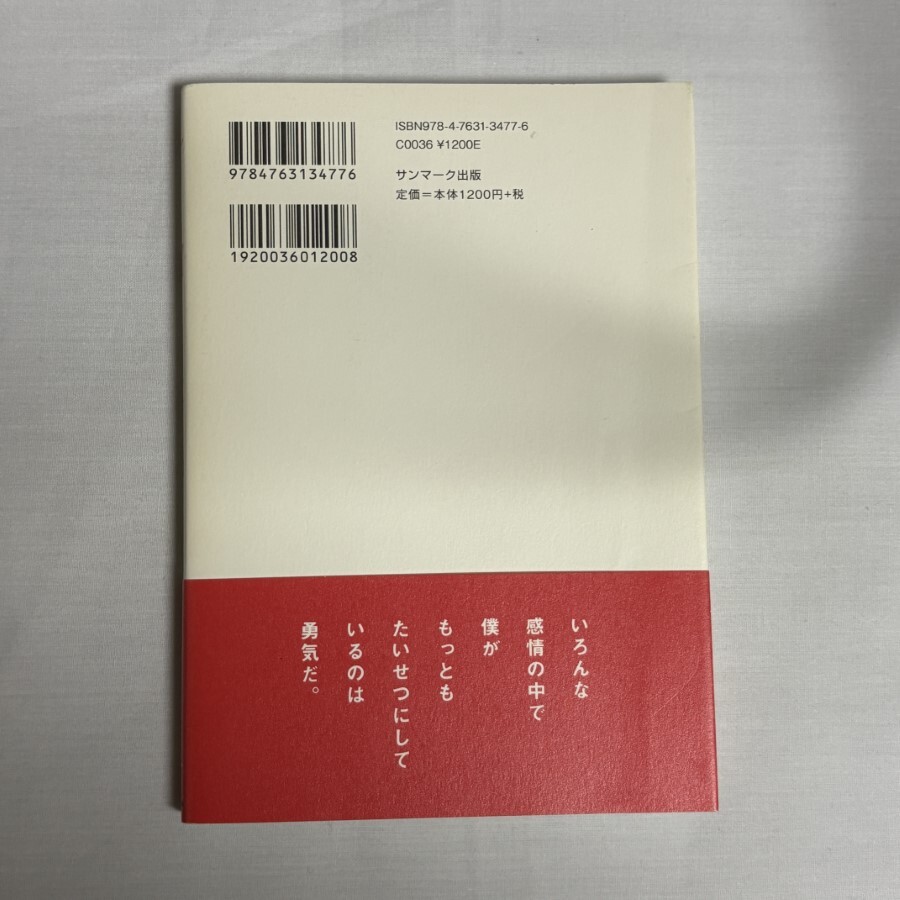 9784763134776
ISBN978-4-7631-3477-6
C0036 ¥1200E
サンマーク出版
定価＝本体1200円+税
1920036012008
いろんな
感情の中で
僕が
もっとも
たいせつにして
いるのは
勇気だ。